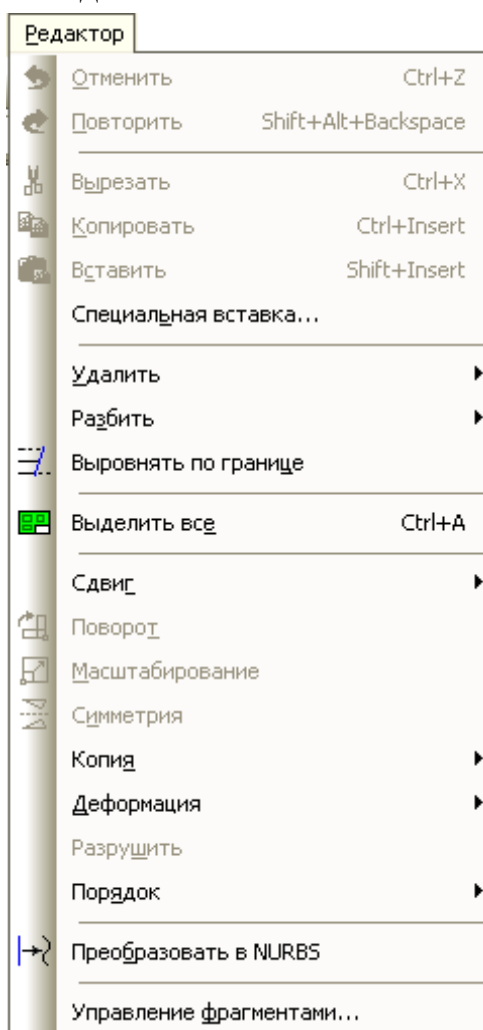 Редактор
Отменить Ctrl+Z
Повторить Shift+Alt+Backspace
Вырезать Ctrl+X
Копировать Ctrl+Insert
Вставить Shift+Insert
Специальная вставка...
Удалить
Разбить
Выровнять по границе
Выделить все Ctrl+A
Сдвиг
Поворот
Масштабирование
Симметрия
Копия
Деформация
Разрушить
Порядок
Преобразовать в NURBS
Управление фрагментами...